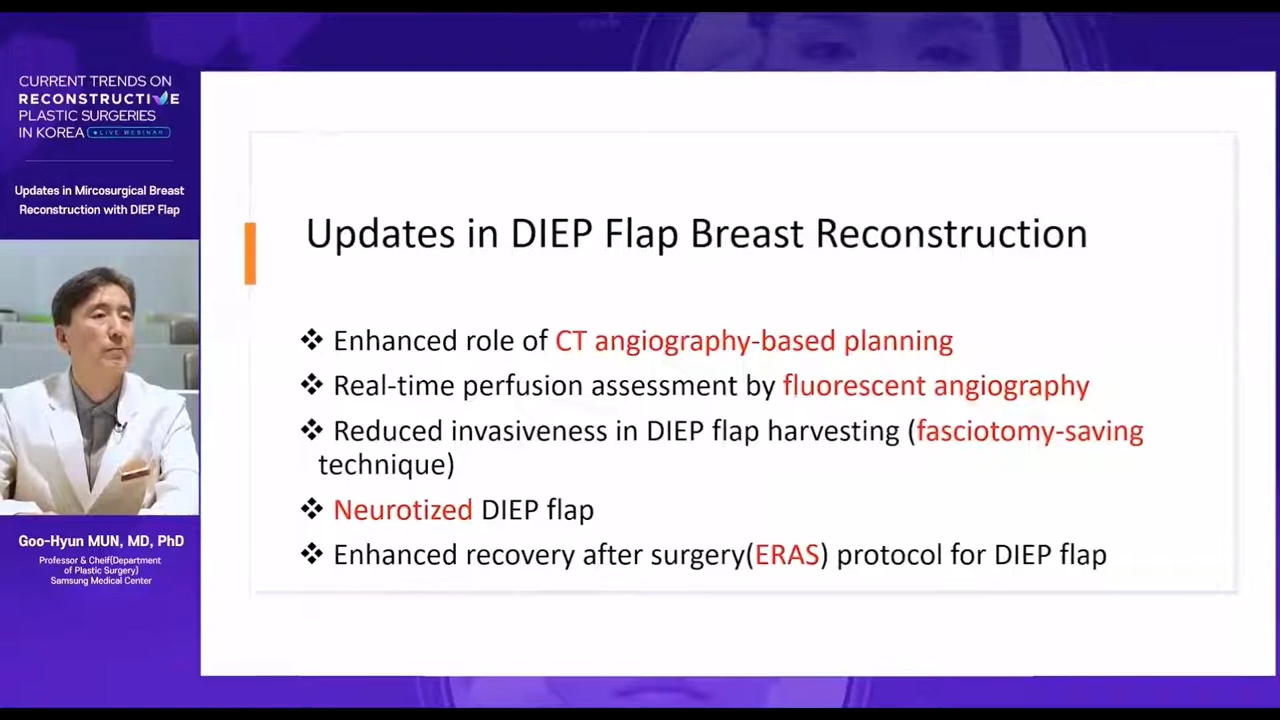 CURRENT TRENDS ON
RECONSTRUCTIVE
PLASTIC SURGERIES
IN KOREA LIVE WEBINAR
Updates in Mircosurgical Breast
Reconstruction with DIEP Flap
Goo-Hyun MUN, MD, PhD
Professor & Cheif(Department
of Plastic Surgery)
Samsung Medical Center
Updates in DIEP Flap Breast Reconstruction
❖ Enhanced role of CT angiography-based planning
❖ Real-time perfusion assessment by fluorescent angiography
❖ Reduced invasiveness in DIEP flap harvesting (fasciotomy-saving
technique)
❖ Neurotized DIEP flap
❖ Enhanced recovery after surgery(ERAS) protocol for DIEP flap